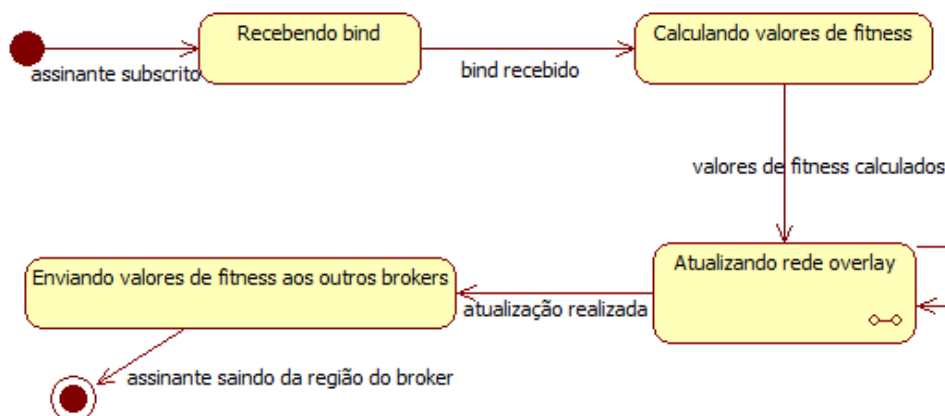 Recebendo bind
Calculando valores de fitness
assinante subscrito
bind recebido
valores de fitness calculados
Atualizando rede overlay
Enviando valores de fitness aos outros brokers
atualização realizada
assinante saindo da região do broker